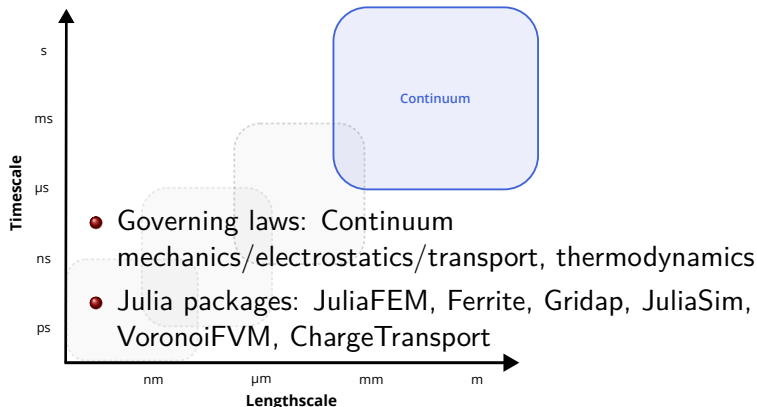 s
Continuum
ms
Timescale
µs
Governing laws: Continuum
mechanics/electrostatics/transport, thermodynamics
ns
Julia packages: JuliaFEM, Ferrite, Gridap, JuliaSim,
VoronoiFVM, ChargeTransport
ps
nm µm mm m
Lengthscale